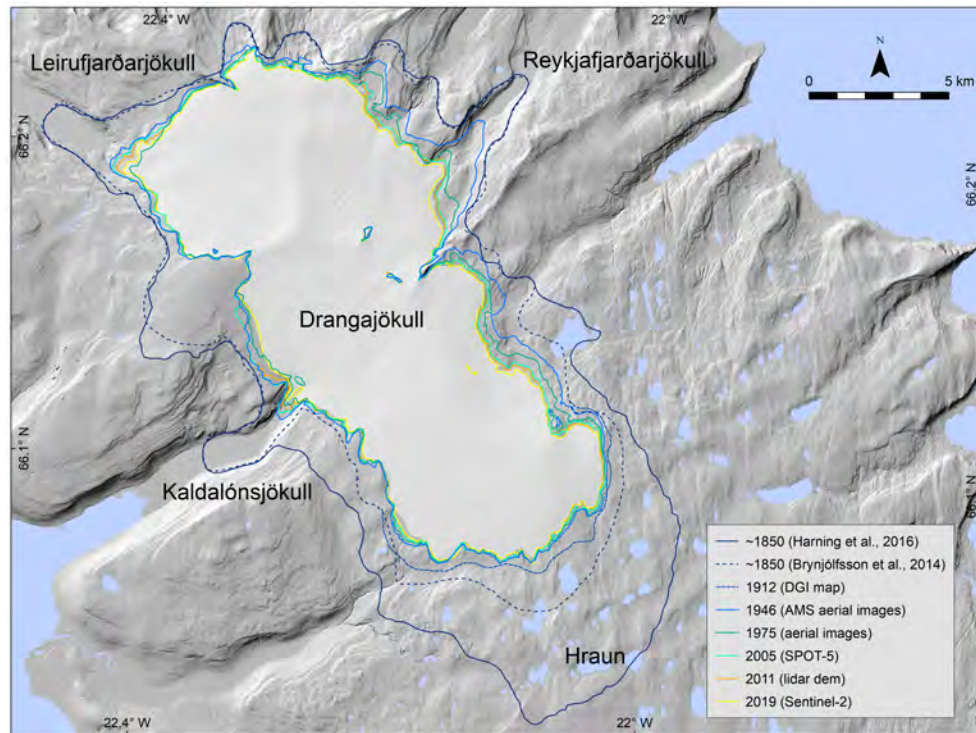 22.4° W
22° W
Leirufjarðarjökull
Reykjafjarðarjökull
N
0
5 km
66.2° N
66.2° N
Drangajökull
66.1° N
Kaldalónsjökull
Hraun
~1850 (Harning et al., 2016)
~1850 (Brynjólfsson et al., 2014)
1912 (DGI map)
1946 (AMS aerial images)
1975 (aerial images)
2005 (SPOT-5)
2011 (lidar dem)
2019 (Sentinel-2)
22.4° W
22° W